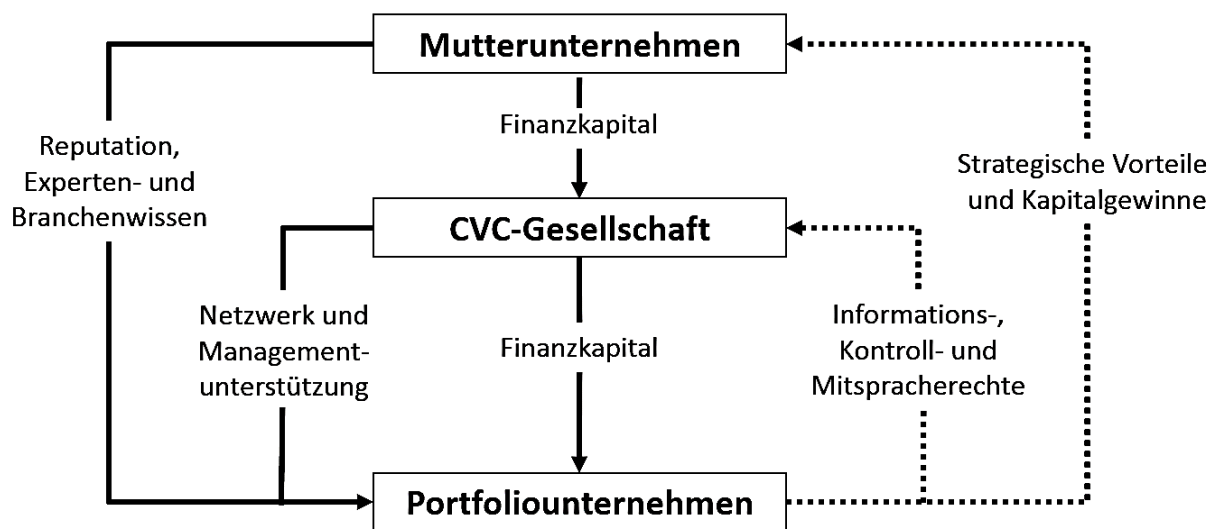 Mutterunternehmen
Finanzkapital
Reputation,
Experten- und
Branchenwissen
Strategische Vorteile
und Kapitalgewinne
CVC-Gesellschaft
Netzwerk und
Management-
unterstützung
Finanzkapital
Informations-,
Kontroll- und
Mitspracherechte
Portfoliounternehmen